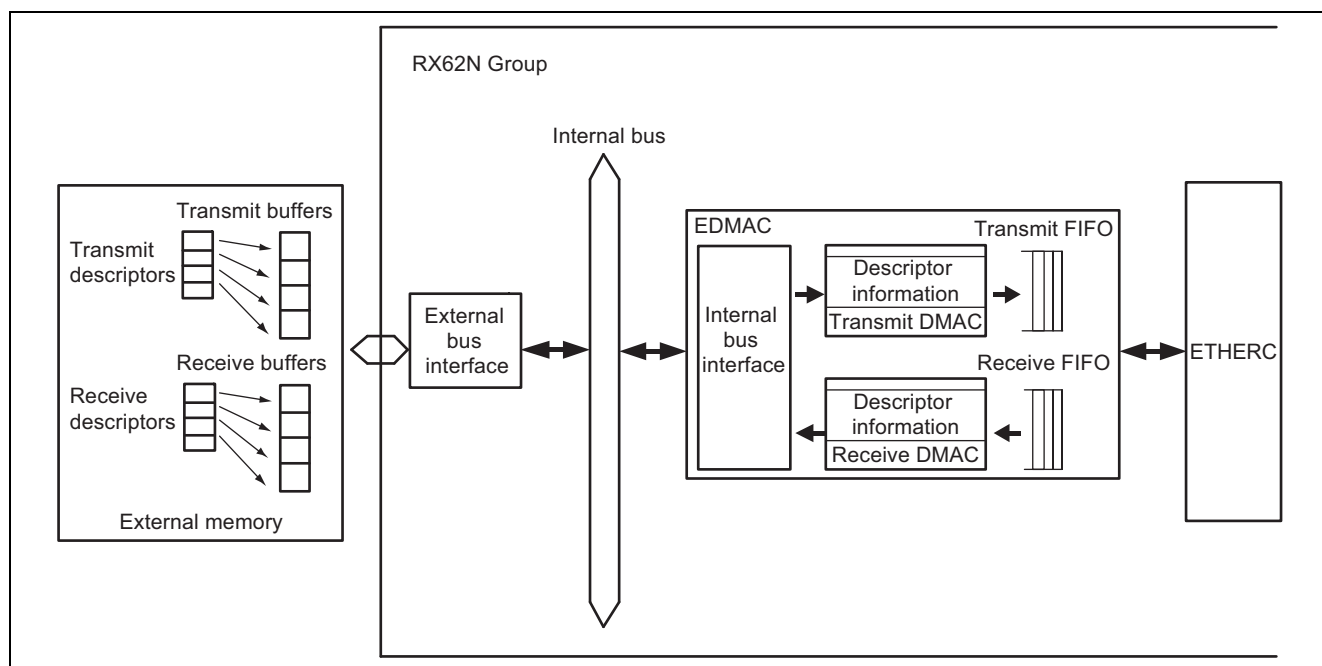 RX62N Group
Internal bus
Transmit buffers
Transmit
descriptors
Receive buffers
Receive
descriptors
External memory
External
bus
interface
EDMAC
Internal
bus
interface
Transmit FIFO
Descriptor
information
Transmit DMAC
Receive FIFO
Descriptor
information
Receive DMAC
ETHERC